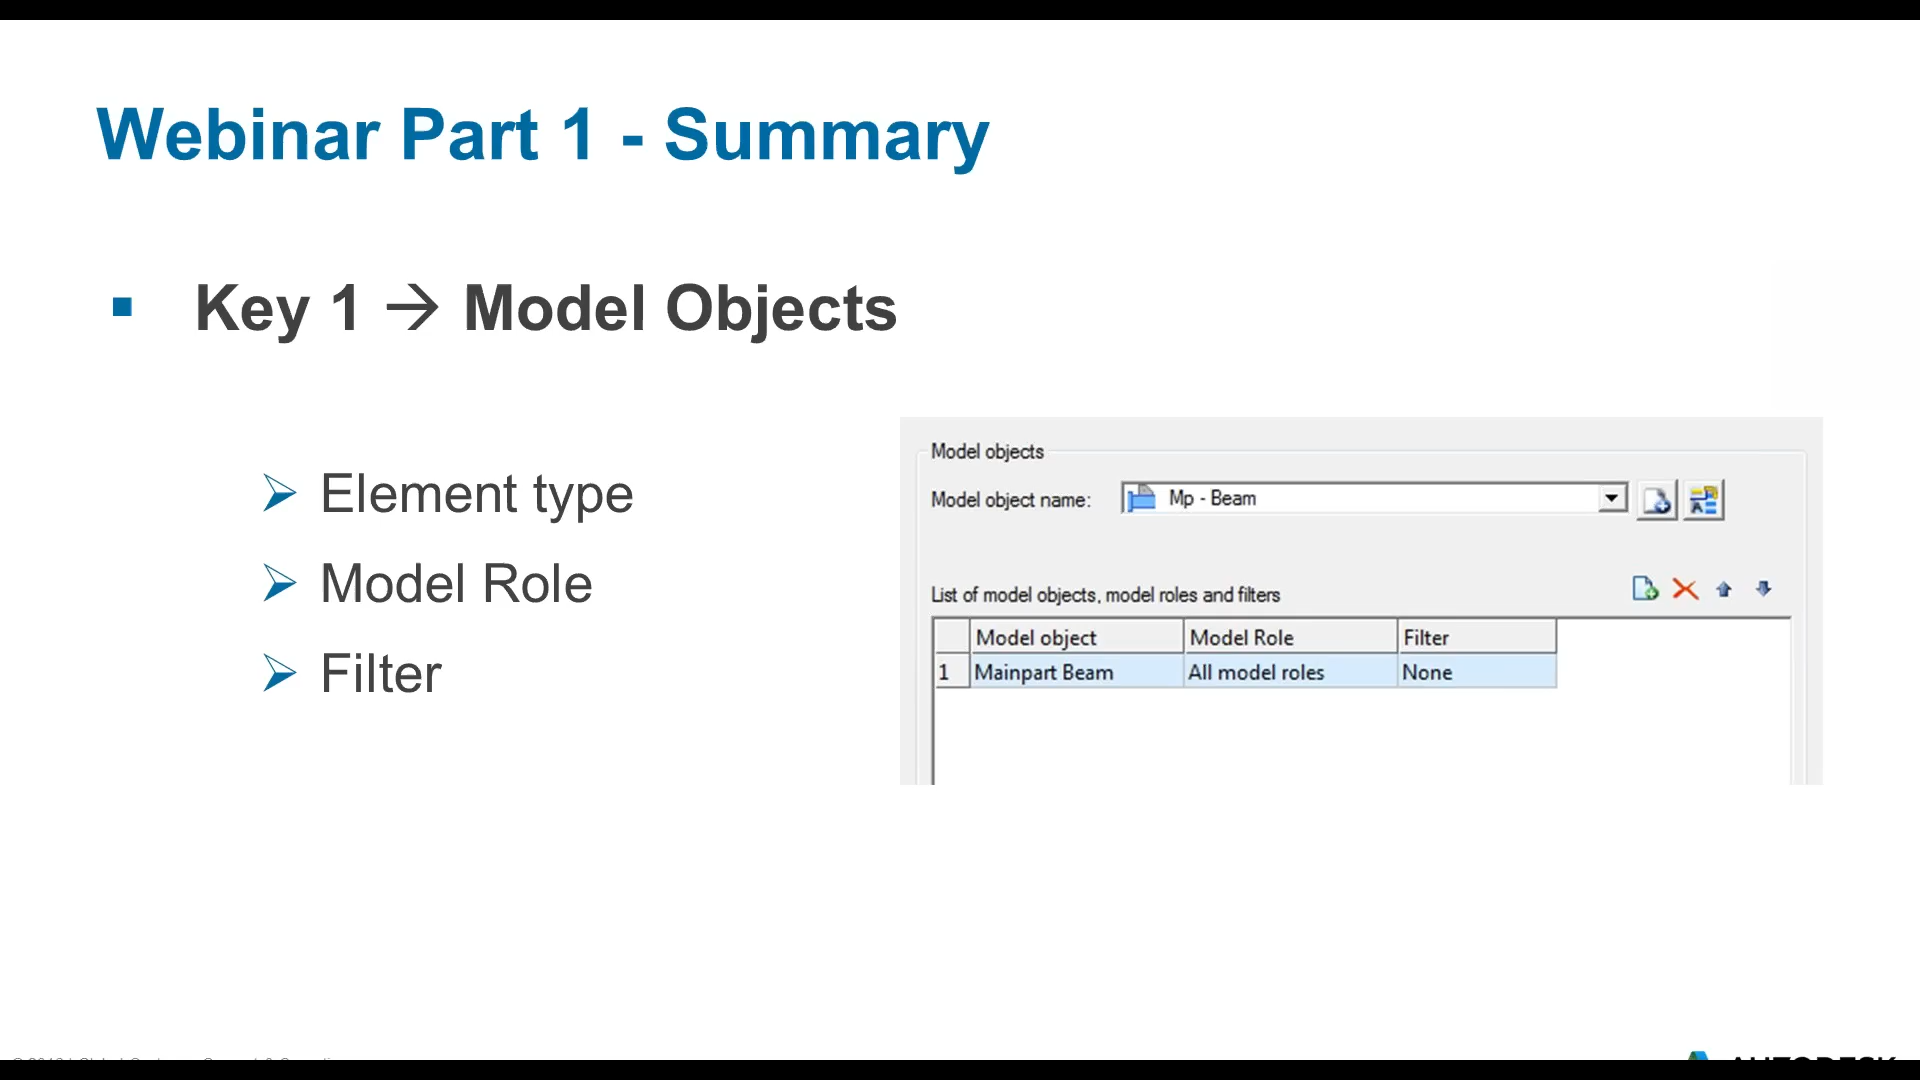 Webinar Part 1 - Summary
▪ Key 1 → Model Objects
➢ Element type
➢ Model Role
➢ Filter
Model objects
Model object name: Mp - Beam
List of model objects, model roles and filters
Model object Model Role Filter
1 Mainpart Beam All model roles None
AUTODESK